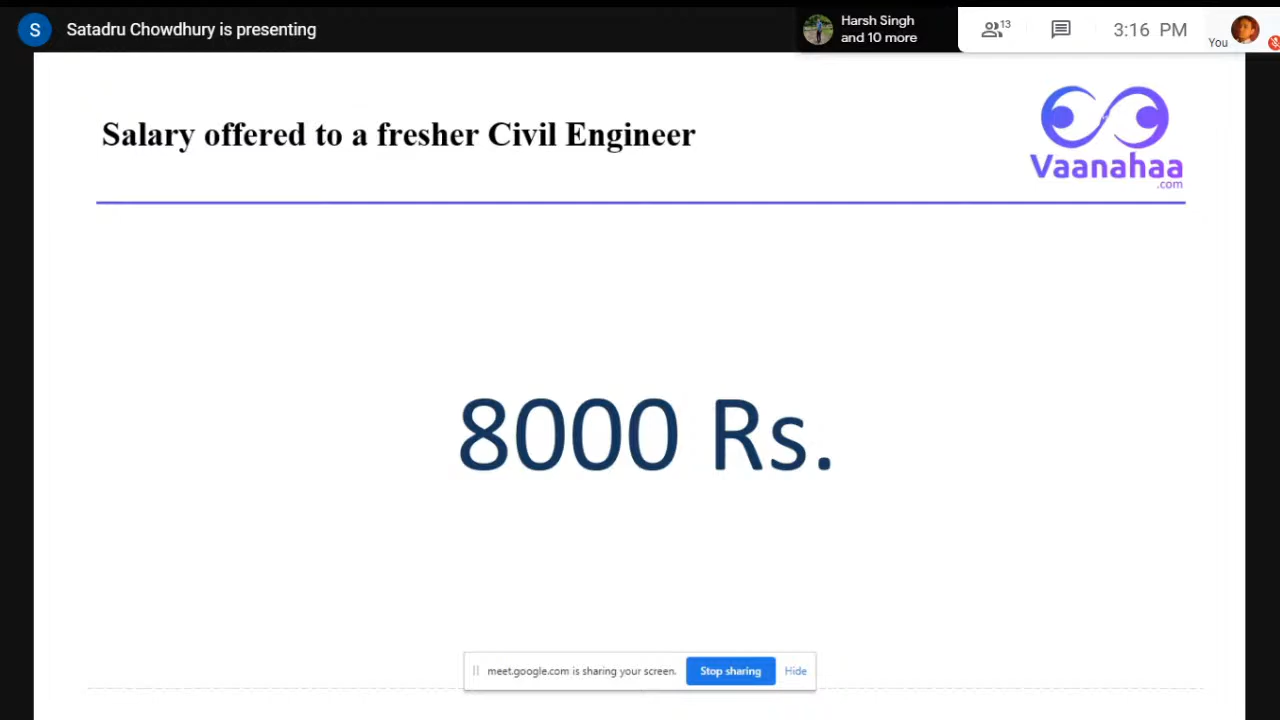 S
Satadru Chowdhury is presenting
Harsh Singh
and 10 more
13
3:16 PM
You
Salary offered to a fresher Civil Engineer
Vaanahaa
.com
8000 Rs.
meet.google.com is sharing your screen.
Stop sharing
Hide